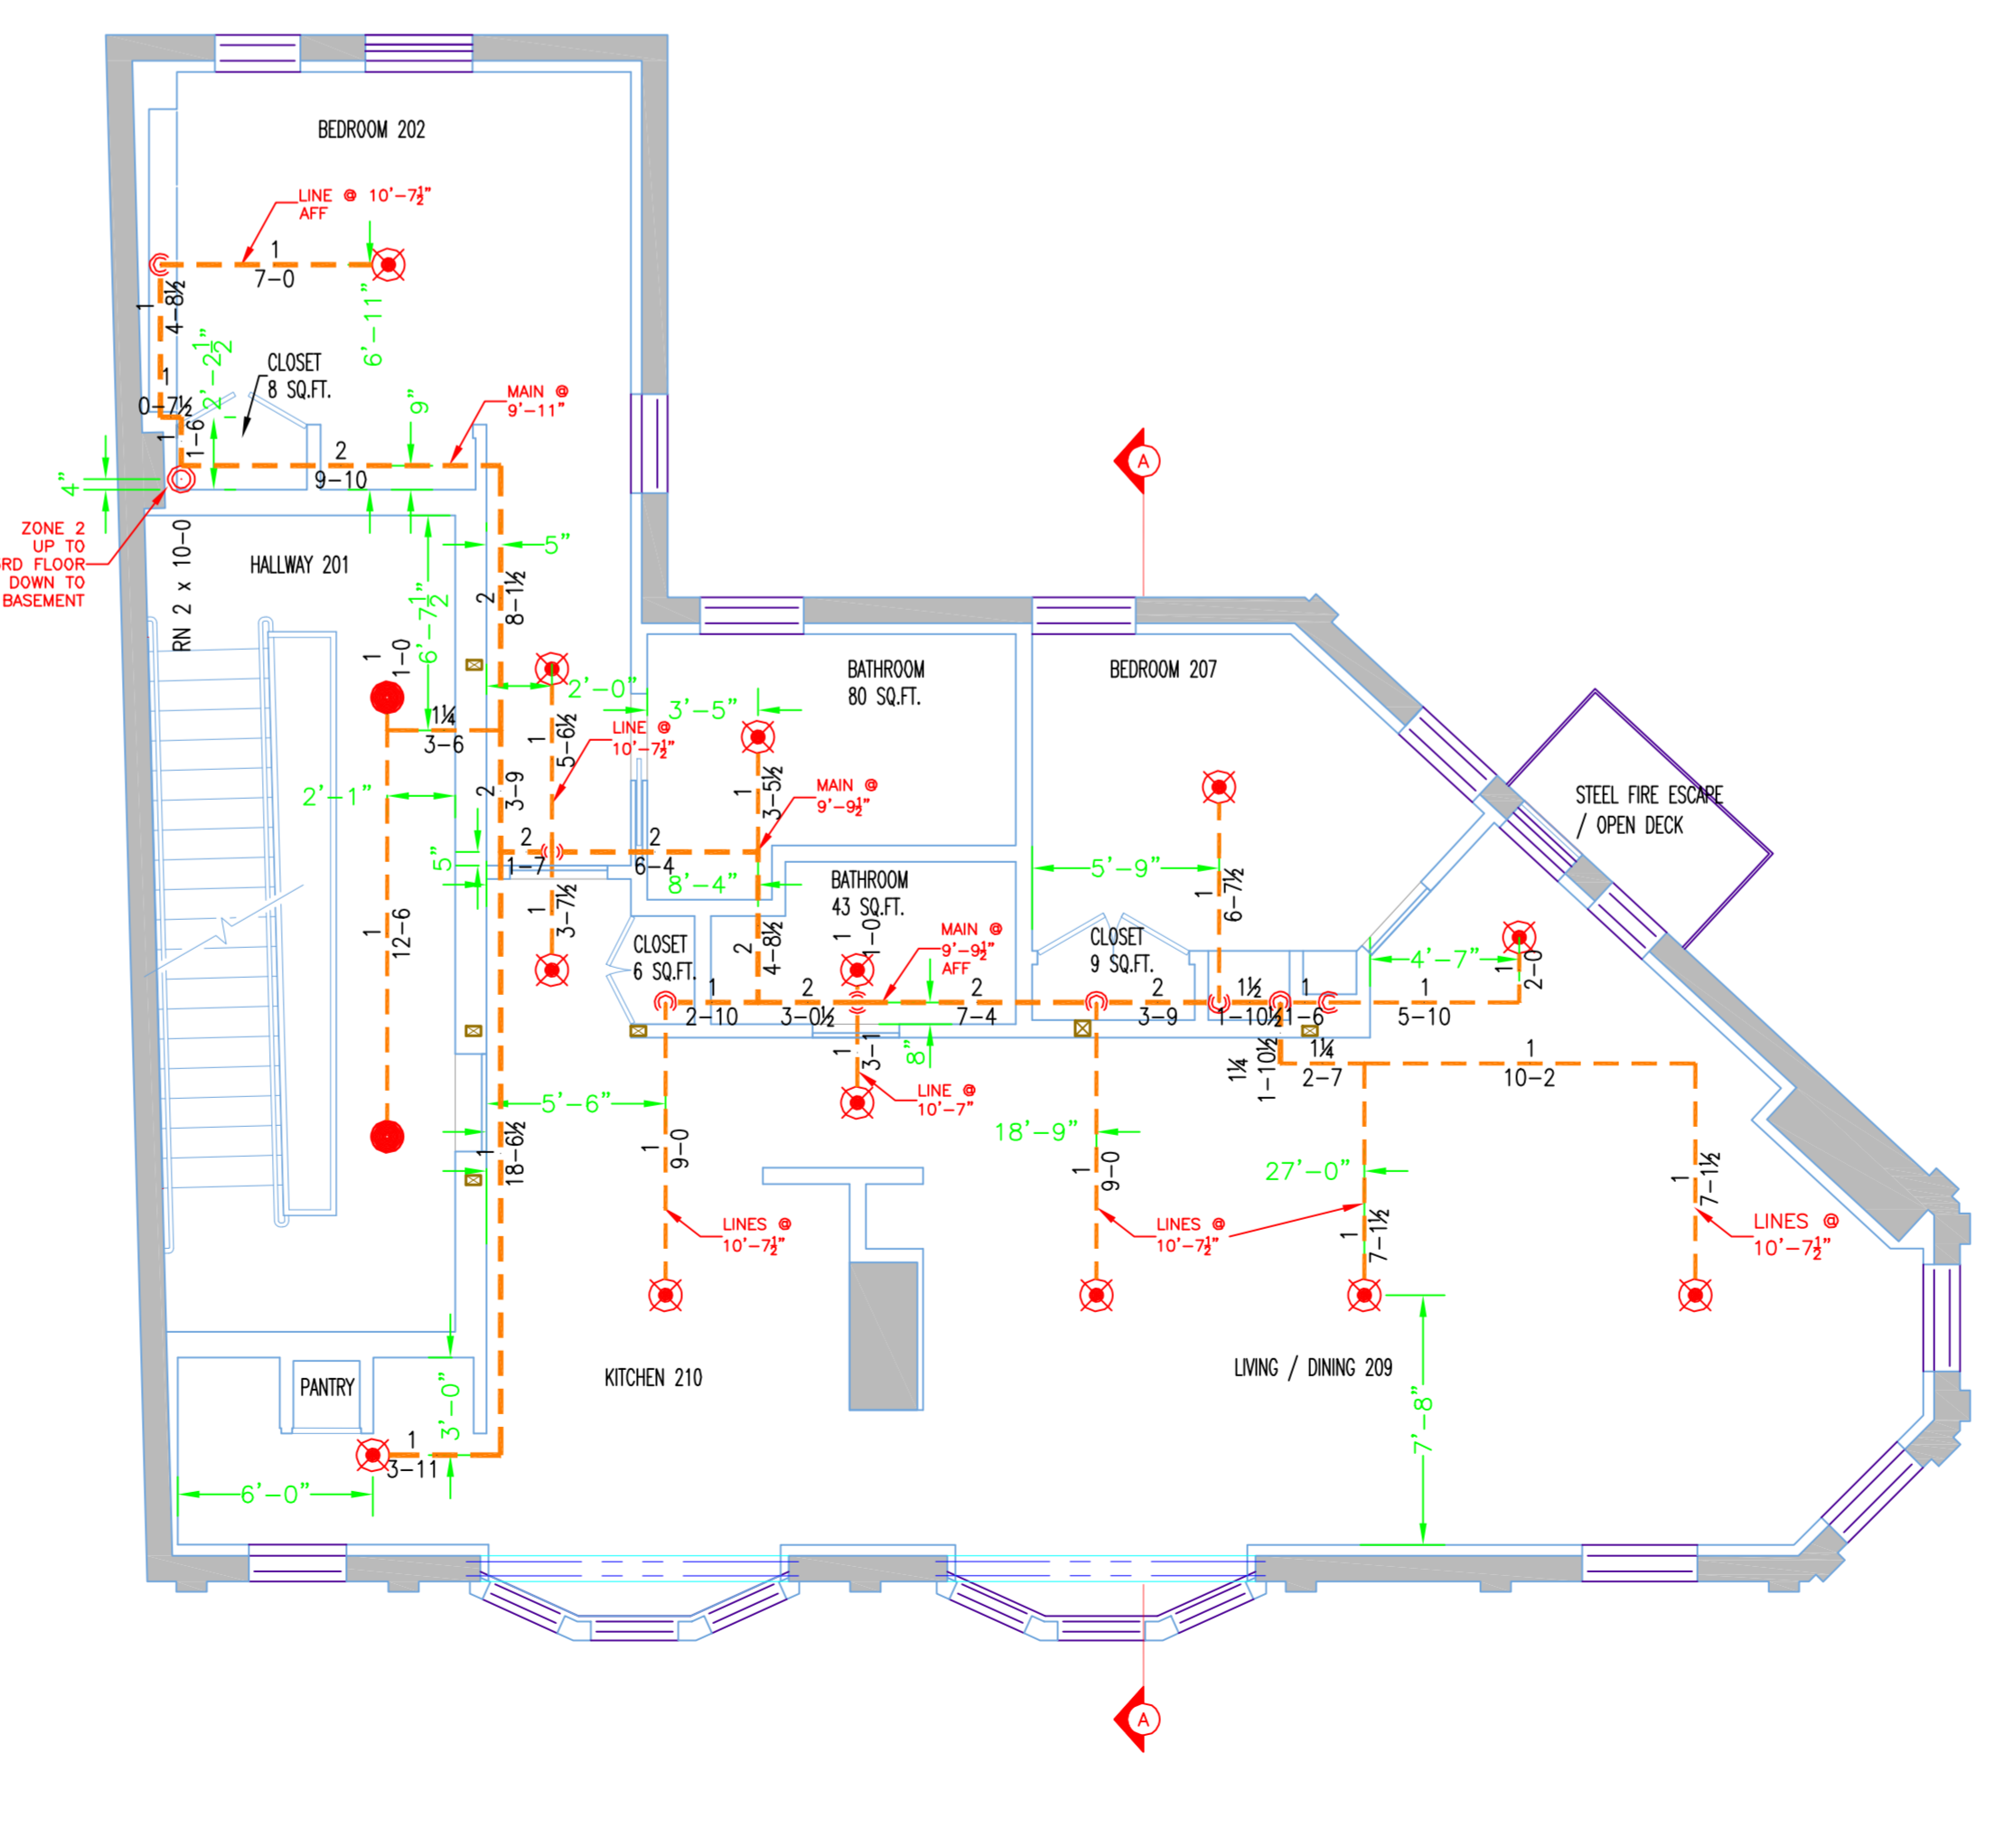 BEDROOM 202
LINE @ 10'-7½"
AFF
1
7-0
1
4-8½
6'-11"
2'-2½"
CLOSET
8 SQ.FT.
1
0-7½
1
1-6
9"
MAIN @
9'-11"
2
9-10
4"
ZONE 2
UP TO
3RD FLOOR
DOWN TO
BASEMENT
RN 2 x 10-0
HALLWAY 201
5"
2
8-1½
6'-7½"
1
1-0
1¼
3-6
2'-0"
1
5-6½
LINE @
10'-7½"
3'-5"
BATHROOM
80 SQ.FT.
BEDROOM 207
A
STEEL FIRE ESCAPE
/ OPEN DECK
2'-1"
2
3-9
1
3-5½
MAIN @
9'-9½"
2
1-7
2
6-4
5"
8'-4"
BATHROOM
43 SQ.FT.
5'-9"
1
6-7½
1
12-6
1
3-7½
CLOSET
6 SQ.FT.
2
4-8½
1
1-0
MAIN @
9'-9½"
AFF
CLOSET
9 SQ.FT.
4'-7"
1
2-0
1
2-10
2
3-0½
2
7-4
2
3-9
1½
1-10½
1
1-6
1
5-10
1
3-1
8"
1¼
1-10½
1¼
2-7
1
10-2
LINE @
10'-7"
5'-6"
1
18-6½
1
9-0
18'-9"
1
9-0
27'-0"
1
7-1½
1
7-1½
LINES @
10'-7½"
LINES @
10'-7½"
LINES @
10'-7½"
PANTRY
3'-0"
KITCHEN 210
LIVING / DINING 209
7'-8"
1
3-11
6'-0"
A